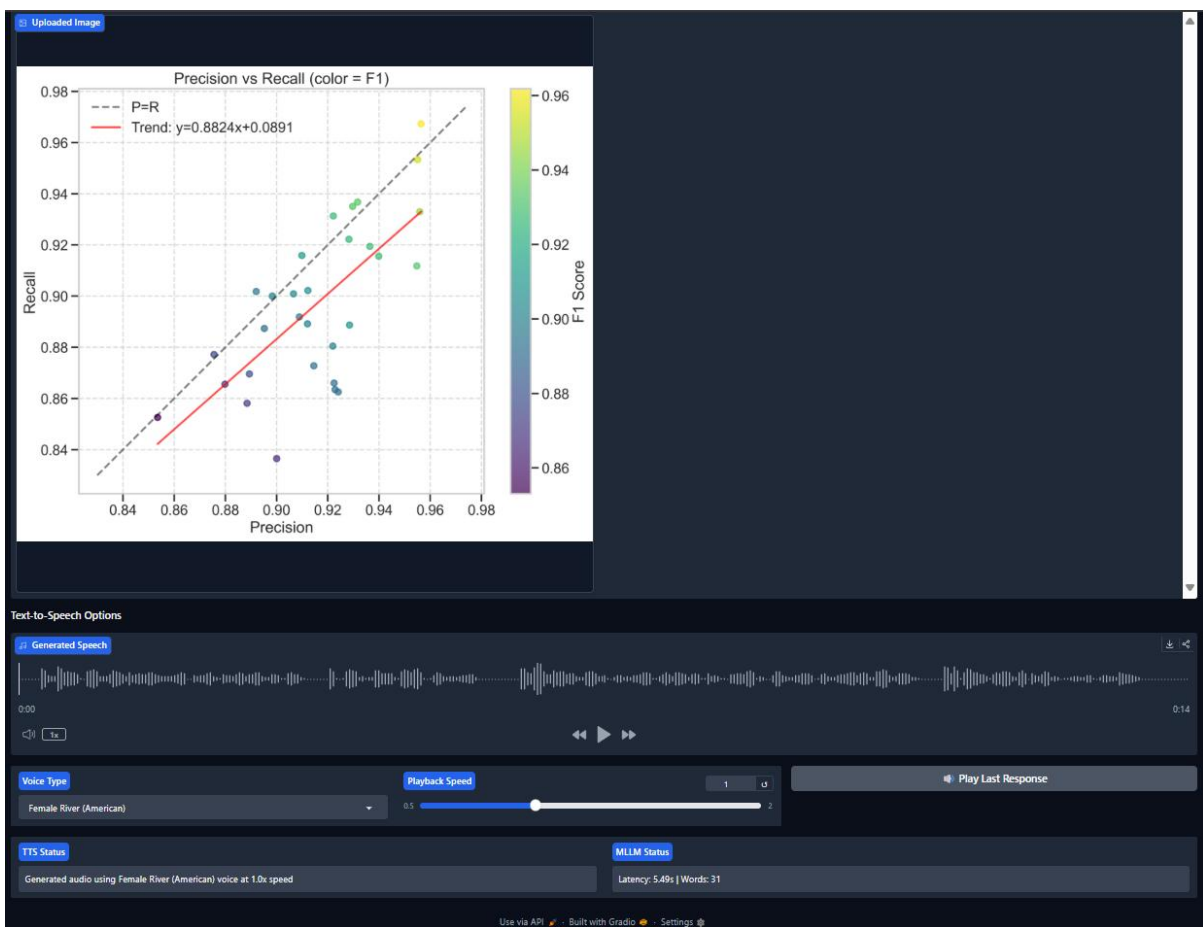 Uploaded Image
Precision vs Recall (color = F1)
0.98
0.96
0.94
0.92
0.90
0.88
0.86
0.84
Recall
P=R
Trend: y=0.8824x+0.0891
0.84 0.86 0.88 0.90 0.92 0.94 0.96 0.98
Precision
0.96
0.94
0.92
0.90
0.88
0.86
F1 Score
Text-to-Speech Options
Generated Speech
0:00 0:14
1x
Voice Type
Female River (American)
Playback Speed
1
0.5 2
Play Last Response
TTS Status
Generated audio using Female River (American) voice at 1.0x speed
MLLM Status
Latency: 5.49s | Words: 31
Use via API · Built with Gradio · Settings